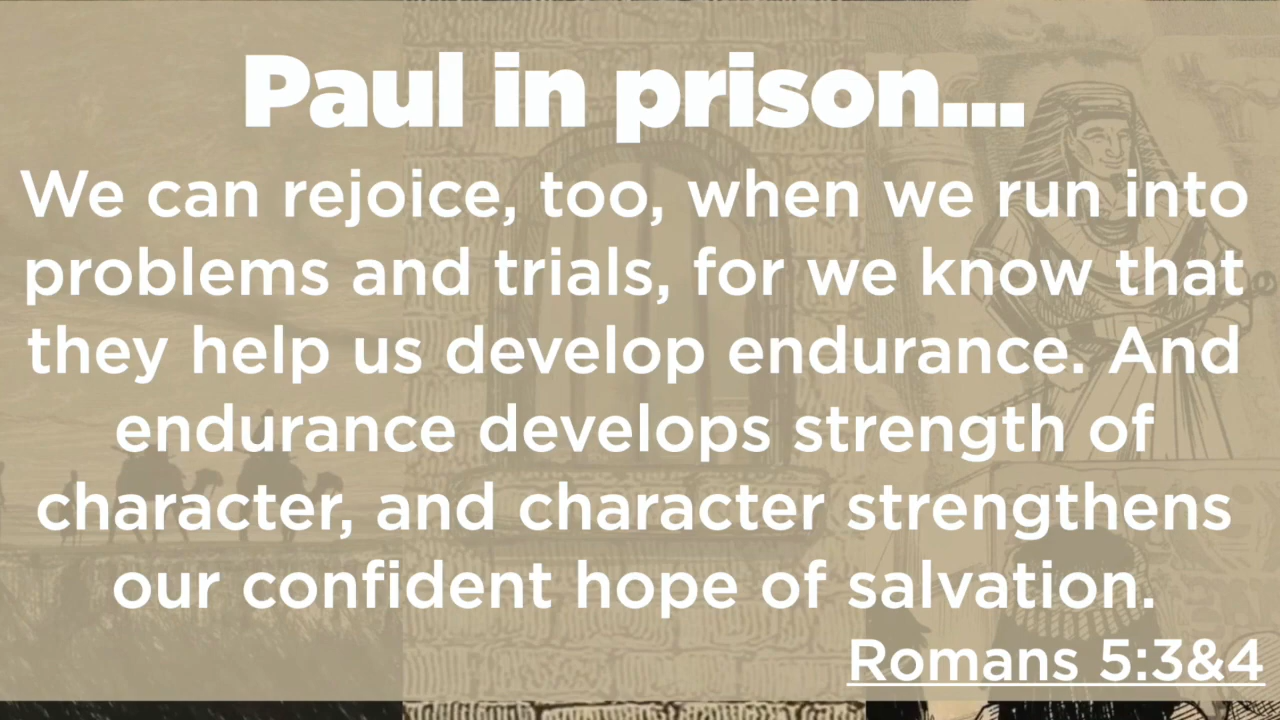 Paul in prison...
We can rejoice, too, when we run into
problems and trials, for we know that
they help us develop endurance. And
endurance develops strength of
character, and character strengthens
our confident hope of salvation.
Romans 5:3&4